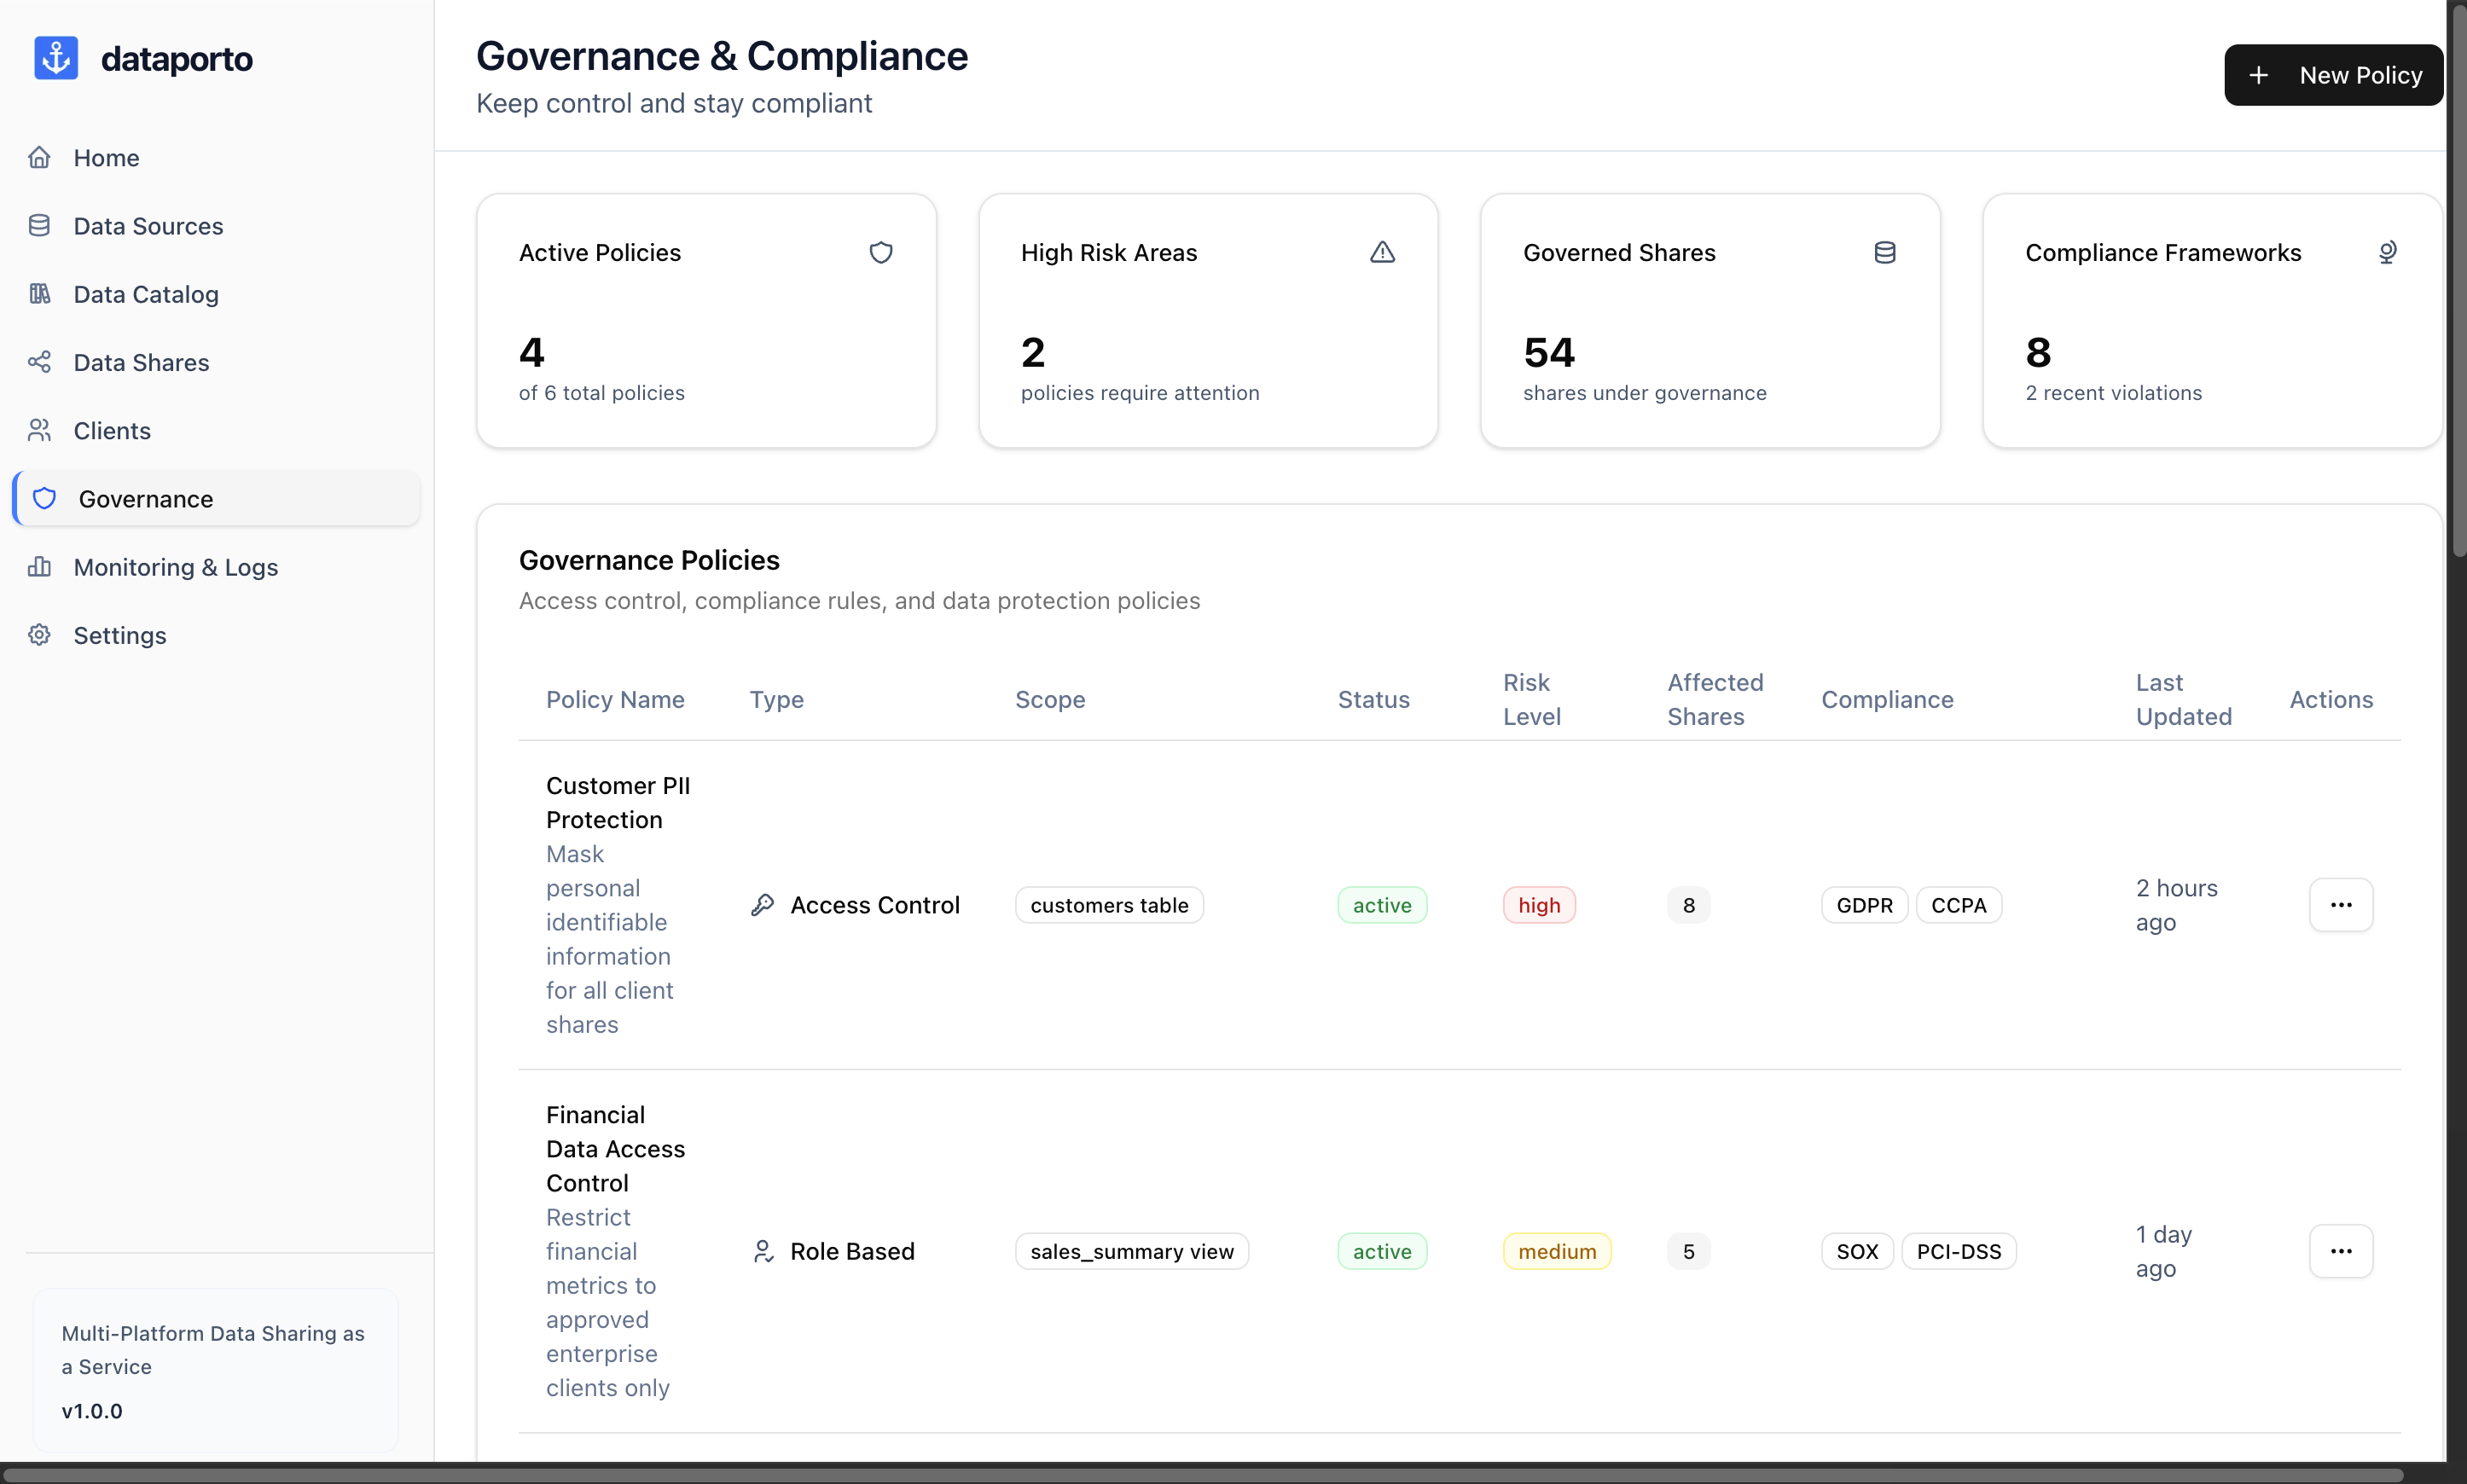 dataporto
Home
Data Sources
Data Catalog
Data Shares
Clients
Governance
Monitoring & Logs
Settings
Multi-Platform Data Sharing as
a Service
v1.0.0
Governance & Compliance
Keep control and stay compliant
New Policy
Active Policies
4
of 6 total policies
High Risk Areas
2
policies require attention
Governed Shares
54
shares under governance
Compliance Frameworks
8
2 recent violations
Governance Policies
Access control, compliance rules, and data protection policies
Policy Name
Type
Scope
Status
Risk
Level
Affected
Shares
Compliance
Last
Updated
Actions
Customer PII
Protection
Mask
personal
identifiable
information
for all client
shares
Access Control
customers table
active
high
8
GDPR
CCPA
2 hours
ago
Financial
Data Access
Control
Restrict
financial
metrics to
approved
enterprise
clients only
Role Based
sales_summary view
active
medium
5
SOX
PCI-DSS
1 day
ago